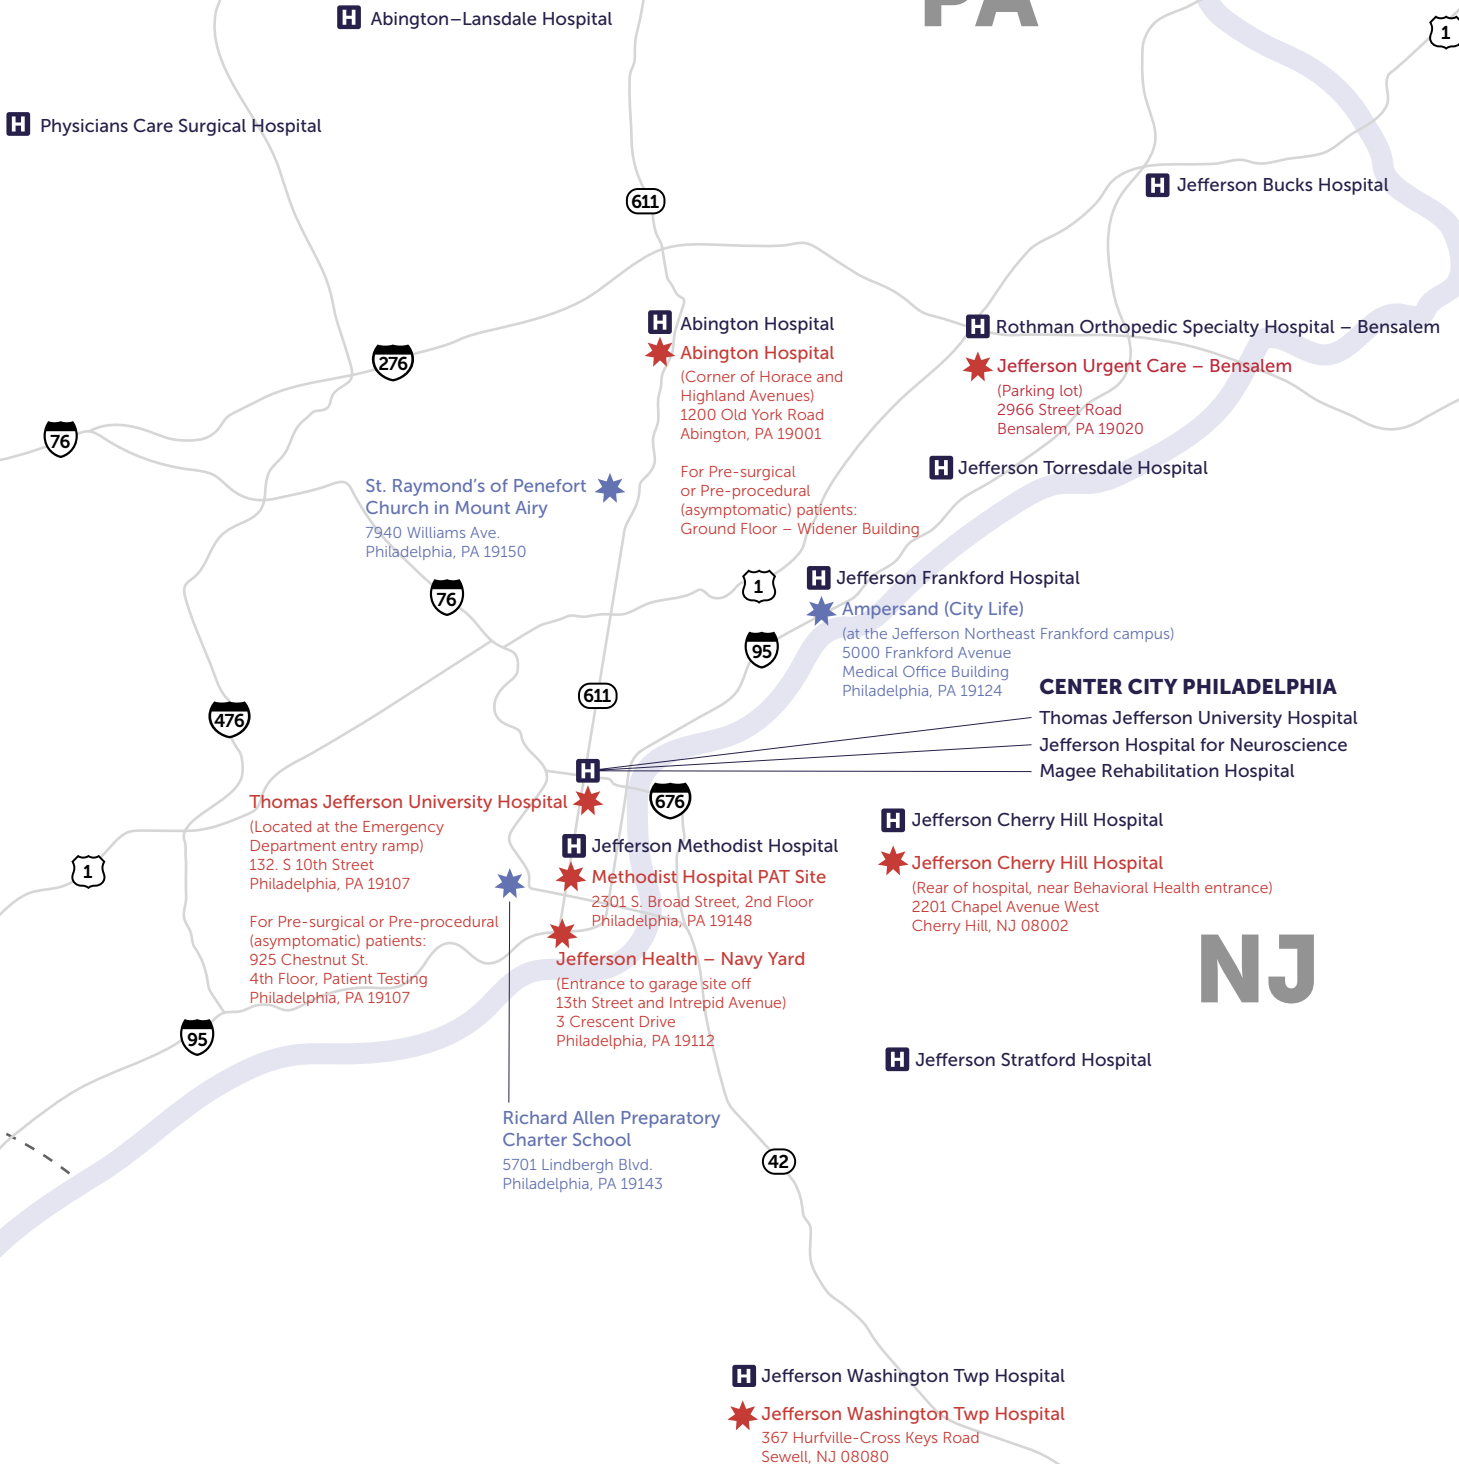 PA
1
H Abington–Lansdale Hospital
H Physicians Care Surgical Hospital
H Jefferson Bucks Hospital
611
H Abington Hospital
Abington Hospital
(Corner of Horace and
Highland Avenues)
1200 Old York Road
Abington, PA 19001
For Pre-surgical
or Pre-procedural
(asymptomatic) patients:
Ground Floor – Widener Building
H Rothman Orthopedic Specialty Hospital – Bensalem
Jefferson Urgent Care – Bensalem
(Parking lot)
2966 Street Road
Bensalem, PA 19020
276
76
H Jefferson Torresdale Hospital
St. Raymond's of Penefort
Church in Mount Airy
7940 Williams Ave.
Philadelphia, PA 19150
76
1
H Jefferson Frankford Hospital
Ampersand (City Life)
(at the Jefferson Northeast Frankford campus)
5000 Frankford Avenue
Medical Office Building
Philadelphia, PA 19124
95
611
476
CENTER CITY PHILADELPHIA
Thomas Jefferson University Hospital
Jefferson Hospital for Neuroscience
Magee Rehabilitation Hospital
H
676
Thomas Jefferson University Hospital
(Located at the Emergency
Department entry ramp)
132. S 10th Street
Philadelphia, PA 19107
For Pre-surgical or Pre-procedural
(asymptomatic) patients:
925 Chestnut St.
4th Floor, Patient Testing
Philadelphia, PA 19107
H Jefferson Methodist Hospital
Methodist Hospital PAT Site
2301 S. Broad Street, 2nd Floor
Philadelphia, PA 19148
H Jefferson Cherry Hill Hospital
Jefferson Cherry Hill Hospital
(Rear of hospital, near Behavioral Health entrance)
2201 Chapel Avenue West
Cherry Hill, NJ 08002
1
Jefferson Health – Navy Yard
(Entrance to garage site off
13th Street and Intrepid Avenue)
3 Crescent Drive
Philadelphia, PA 19112
NJ
95
H Jefferson Stratford Hospital
Richard Allen Preparatory
Charter School
5701 Lindbergh Blvd.
Philadelphia, PA 19143
42
H Jefferson Washington Twp Hospital
Jefferson Washington Twp Hospital
367 Hurfville-Cross Keys Road
Sewell, NJ 08080